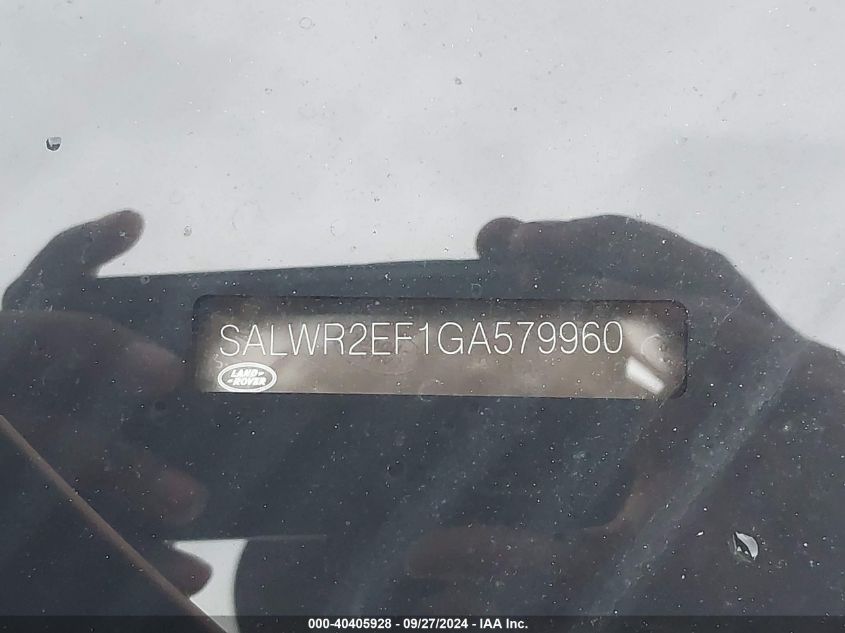 SALWR2EF1GA579960
LAND
ROVER
000-40405928 - 09/27/2024 - IAA Inc.